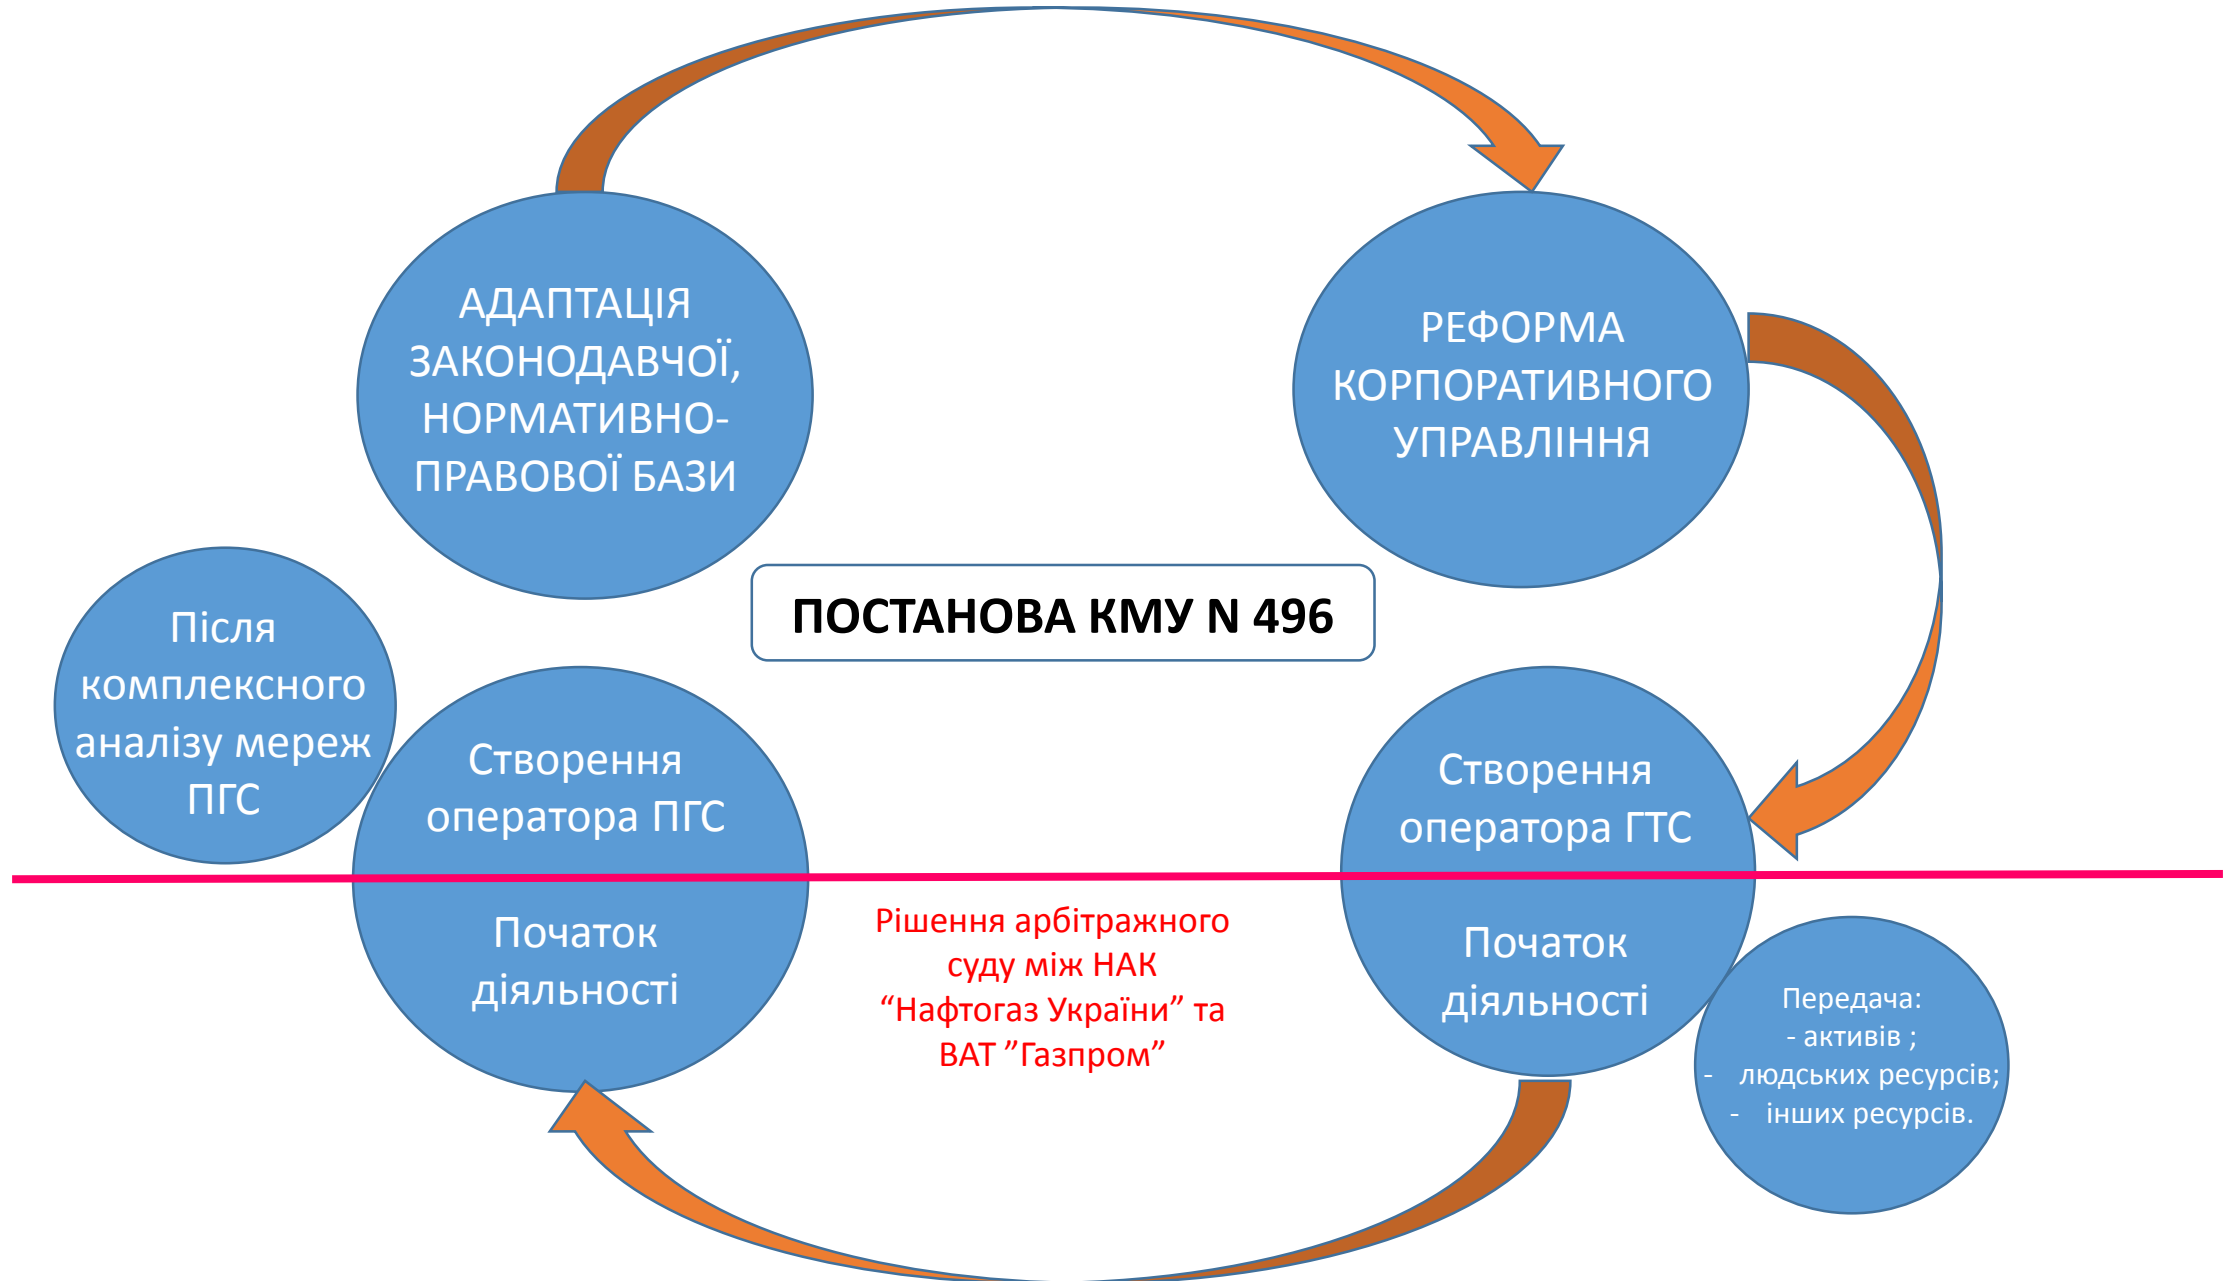 АДАПТАЦІЯ
ЗАКОНОДАВЧОЇ,
НОРМАТИВНО-
ПРАВОВОЇ БАЗИ
РЕФОРМА
КОРПОРАТИВНОГО
УПРАВЛІННЯ
ПОСТАНОВА КМУ N 496
Після
комплексного
аналізу мереж
ПГС
Створення
оператора ПГС
Початок
діяльності
Створення
оператора ГТС
Початок
діяльності
Рішення арбітражного
суду між НАК
“Нафтогаз України” та
ВАТ ”Газпром”
Передача:
- активів ;
- людських ресурсів;
- інших ресурсів.